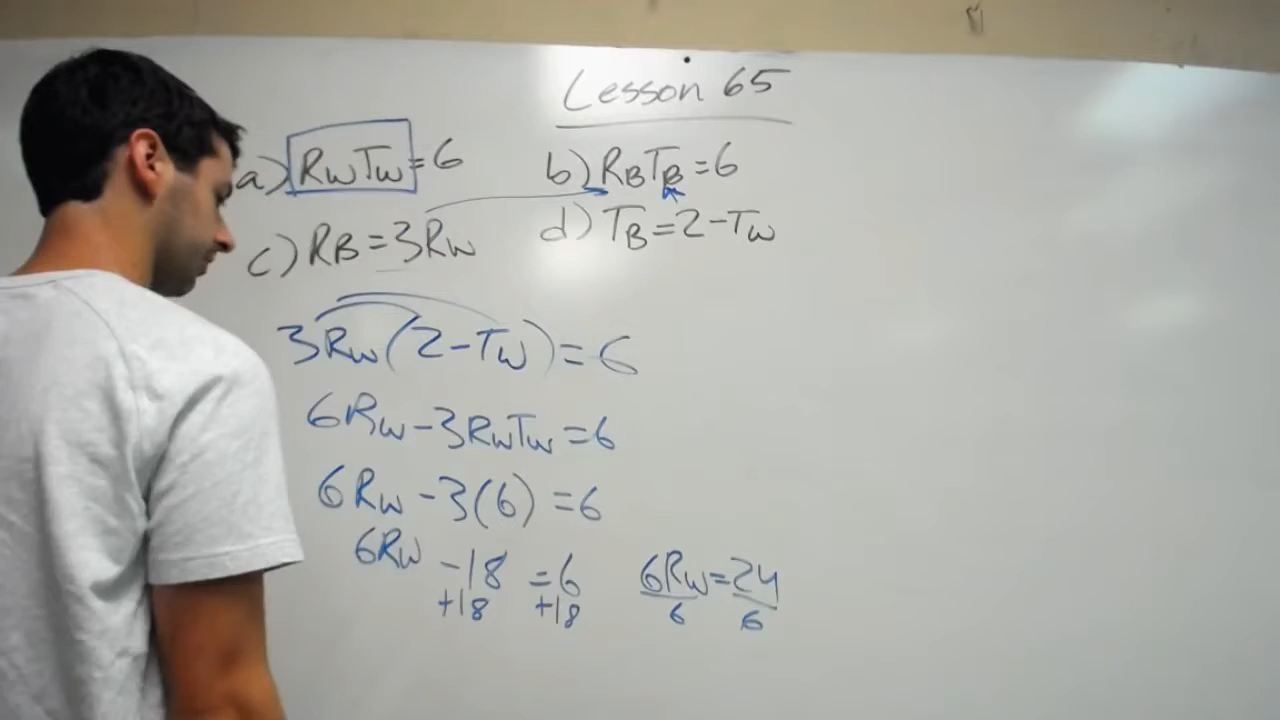 Lesson 65
a) RwTw=6
b) RBTB=6
c) RB=3Rw
d) TB=2-Tw
3Rw(2-Tw)=6
6Rw-3RwTw=6
6Rw-3(6)=6
6Rw-18=6
+18 +18
6Rw=24
6 6